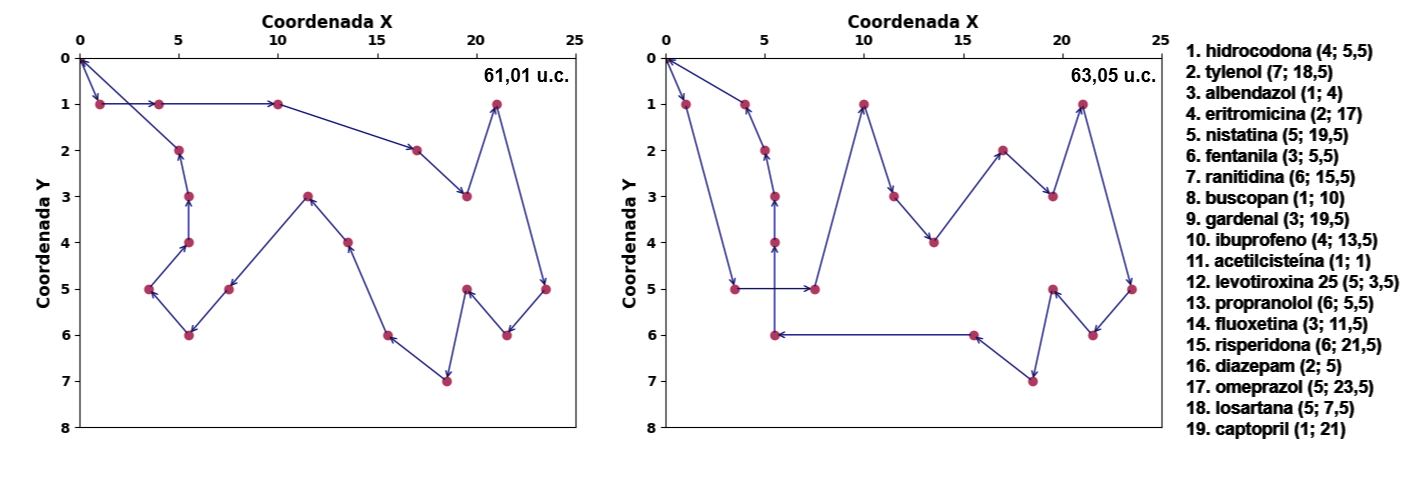 Coordenada X
0 5 10 15 20 25
0
1
2
3
4
5
6
7
8
Coordenada Y
61,01 u.c.
Coordenada X
0 5 10 15 20 25
0
1
2
3
4
5
6
7
8
Coordenada Y
63,05 u.c.
1. hidrocodona (4; 5,5)
2. tylenol (7; 18,5)
3. albendazol (1; 4)
4. eritromicina (2; 17)
5. nistatina (5; 19,5)
6. fentanila (3; 5,5)
7. ranitidina (6; 15,5)
8. buscopan (1; 10)
9. gardenal (3; 19,5)
10. ibuprofeno (4; 13,5)
11. acetilcisteína (1; 1)
12. levotiroxina 25 (5; 3,5)
13. propranolol (6; 5,5)
14. fluoxetina (3; 11,5)
15. risperidona (6; 21,5)
16. diazepam (2; 5)
17. omeprazol (5; 23,5)
18. losartana (5; 7,5)
19. captopril (1; 21)